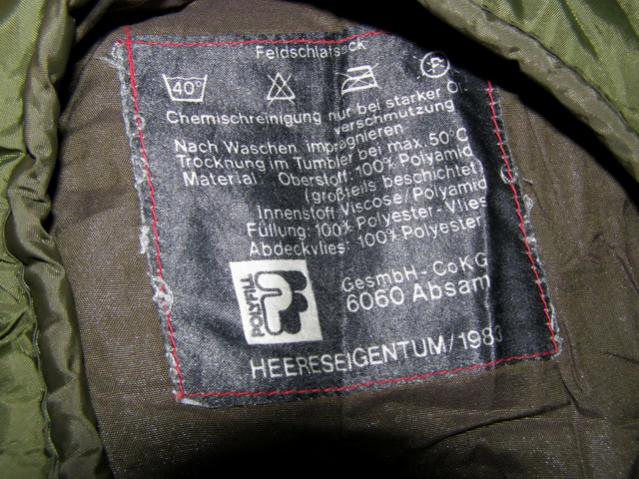 Feldschlafsack
40°
Chemischreinigung nur bei starker Öl
verschmutzung
Nach Waschen imprägnieren
Trocknung im Tumbler bei max. 50°C
Material: Oberstoff: 100% Polyamid
(großteils beschichtet)
Innenstoff: Viscose/Polyamid
Füllung: 100% Polyester-Vlies
Abdeckvlies: 100% Polyester
POLYFILL
GesmbH-CoKG
6060 Absam
HEERESEIGENTUM/1983